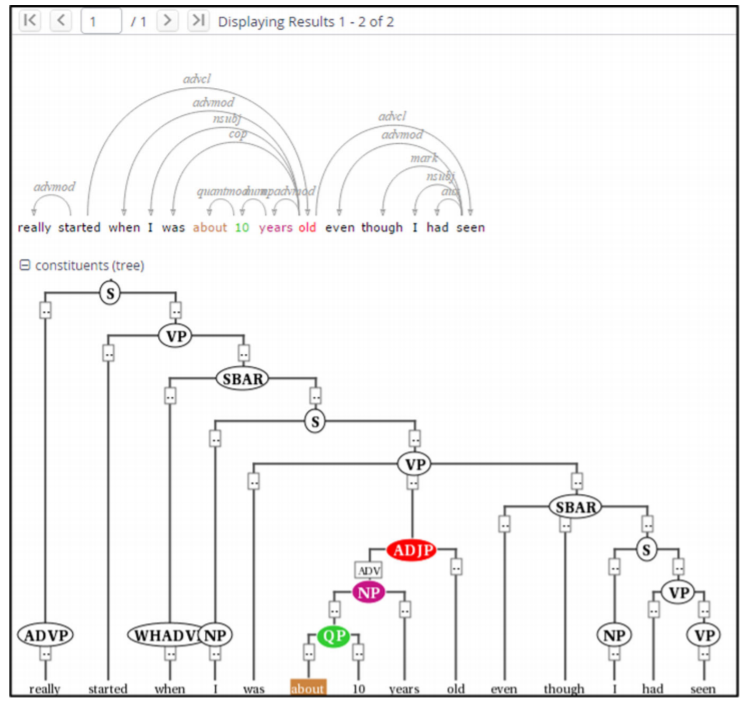 1 / 1 Displaying Results 1 - 2 of 2
advcl
advmod
nsubj
cop
advmod
quantmod num npadvmod
advcl
advmod
mark
nsubj
aux
really started when I was about 10 years old even though I had seen
constituents (tree)
S
VP
SBAR
S
VP
SBAR
ADJP
S
ADV
NP
VP
ADVP WHADV NP QP NP VP
really started when I was about 10 years old even though I had seen